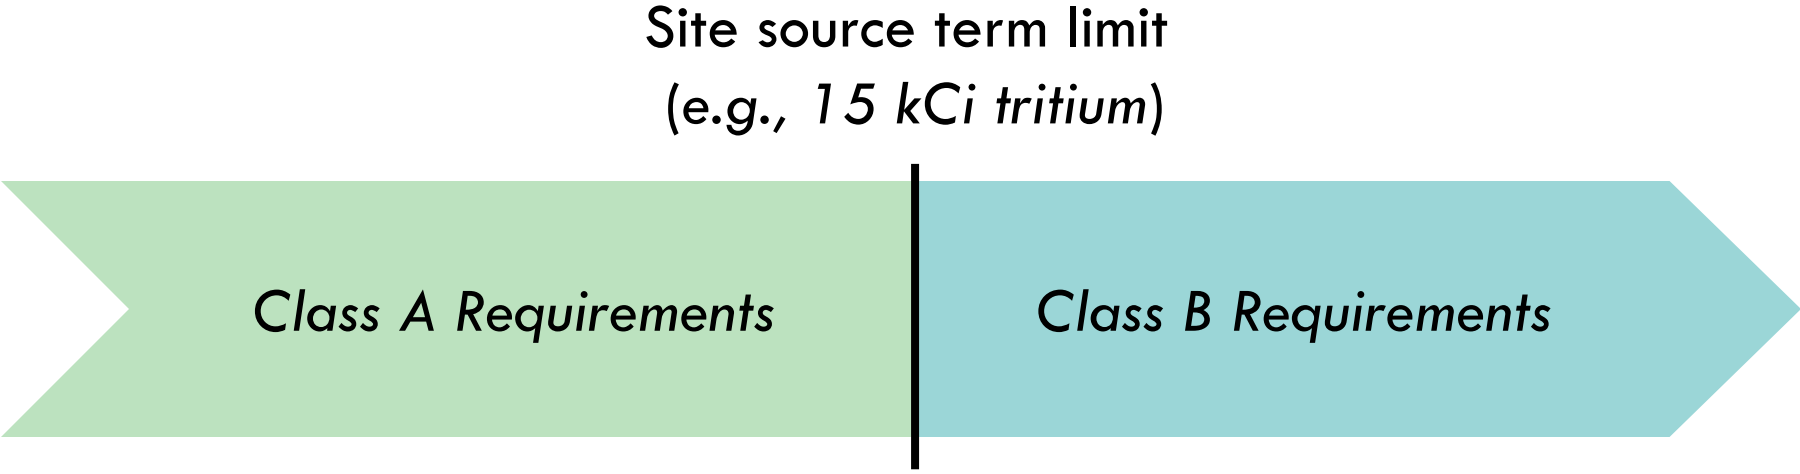 Site source term limit
(e.g., 15 kCi tritium)
Class A Requirements
Class B Requirements